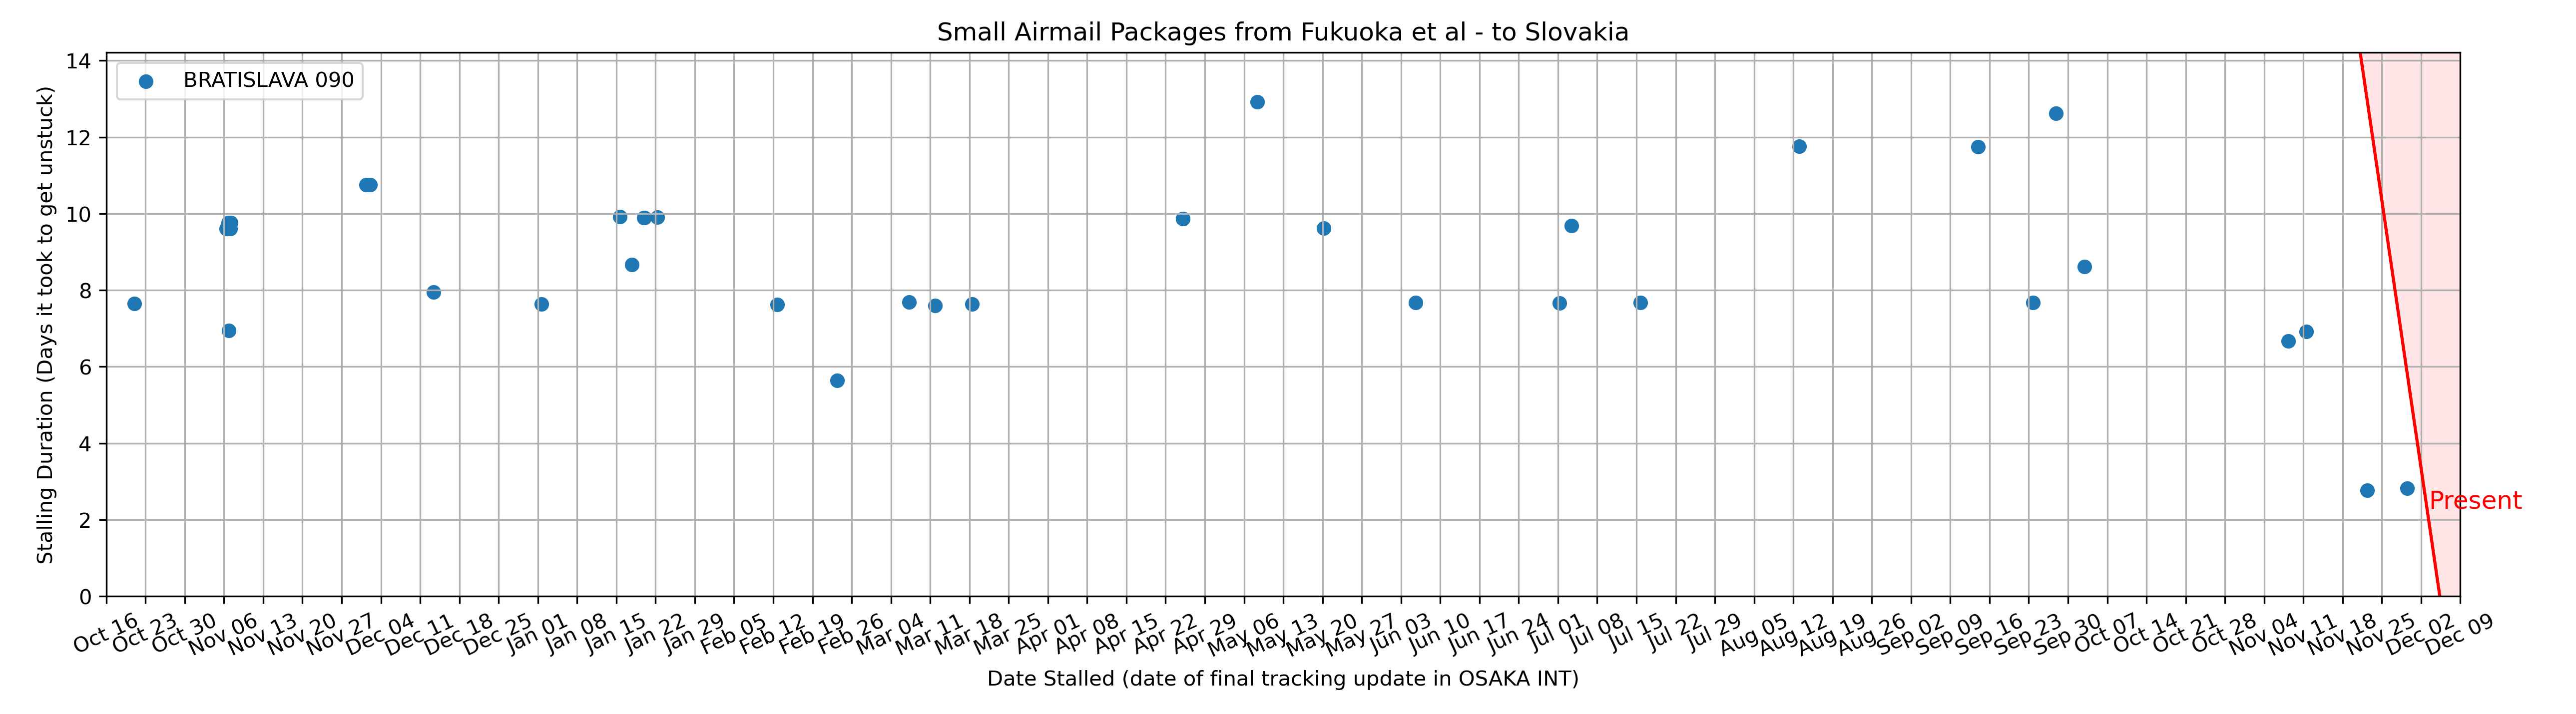 Small Airmail Packages from Fukuoka et al - to Slovakia
BRATISLAVA 090
Stalling Duration (Days it took to get unstuck)
14
12
10
8
6
4
2
0
Present
Oct 16
Oct 23
Oct 30
Nov 06
Nov 13
Nov 20
Nov 27
Dec 04
Dec 11
Dec 18
Dec 25
Jan 01
Jan 08
Jan 15
Jan 22
Jan 29
Feb 05
Feb 12
Feb 19
Feb 26
Mar 04
Mar 11
Mar 18
Mar 25
Apr 01
Apr 08
Apr 15
Apr 22
Apr 29
May 06
May 13
May 20
May 27
Jun 03
Jun 10
Jun 17
Jun 24
Jul 01
Jul 08
Jul 15
Jul 22
Jul 29
Aug 05
Aug 12
Aug 19
Aug 26
Sep 02
Sep 09
Sep 16
Sep 23
Sep 30
Oct 07
Oct 14
Oct 21
Oct 28
Nov 04
Nov 11
Nov 18
Nov 25
Dec 02
Dec 09
Date Stalled (date of final tracking update in OSAKA INT)